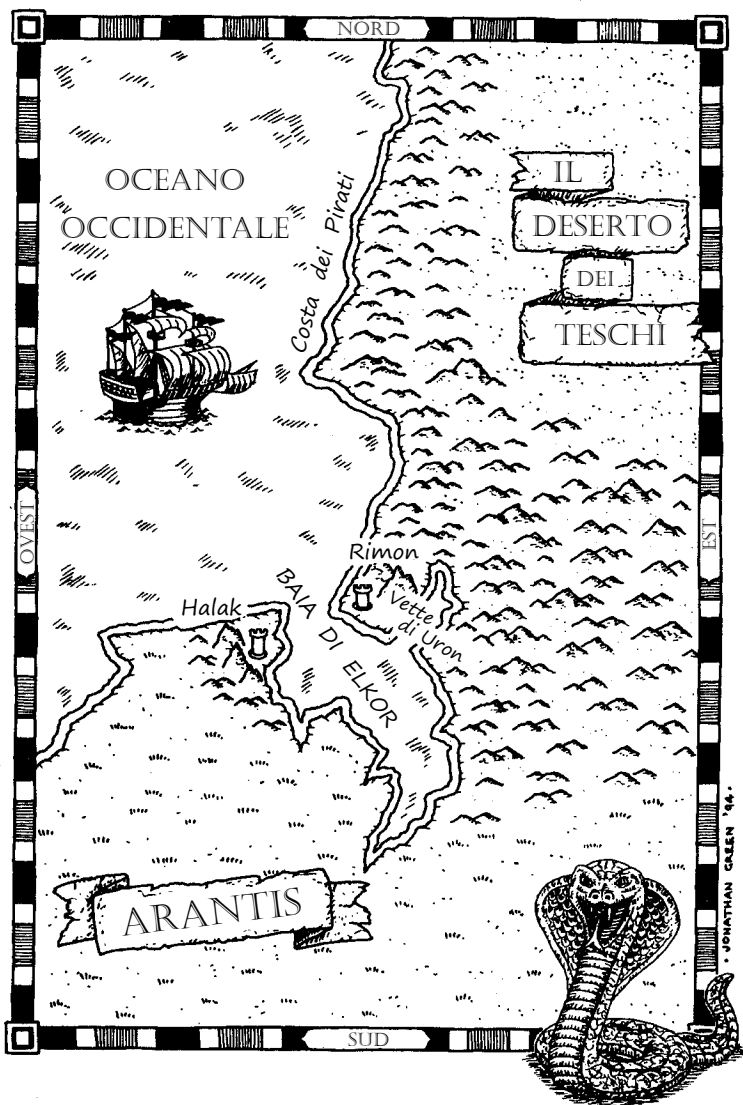 NORD
OCEANO
OCCIDENTALE
Costa dei Pirati
IL
DESERTO
DEI
TESCHI
OVEST
EST
Rimon
Halak
BAIA DI ELKOR
Vette
di Uron
ARANTIS
SUD
· JONATHAN GREEN '94 ·